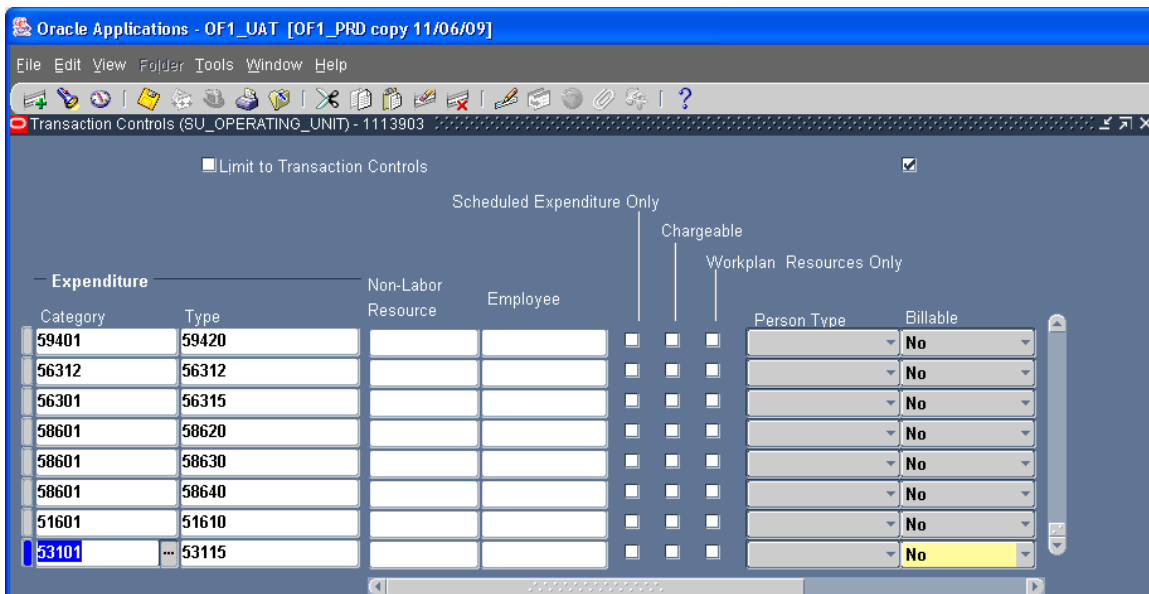 Oracle Applications - OF1_UAT [OF1_PRD copy 11/06/09]
File Edit View Folder Tools Window Help
Transaction Controls (SU_OPERATING_UNIT) - 1113903
Limit to Transaction Controls
Scheduled Expenditure Only
Chargeable
Workplan Resources Only
Expenditure
Non-Labor Resource
Employee
Category Type Person Type Billable
59401 59420 No
56312 56312 No
56301 56315 No
58601 58620 No
58601 58630 No
58601 58640 No
51601 51610 No
53101 ... 53115 No